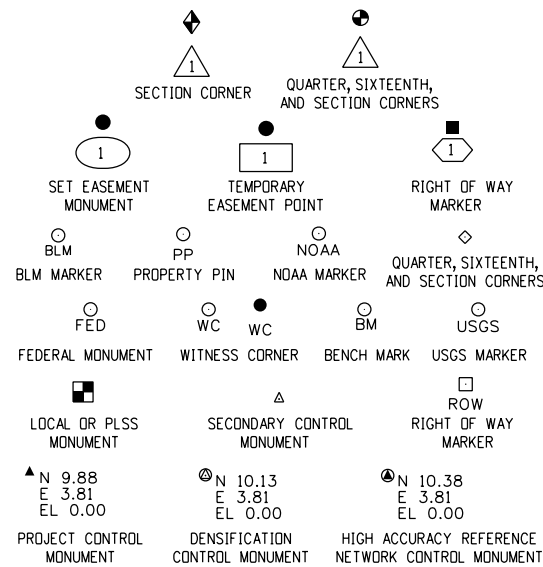 1
1
SECTION CORNER
QUARTER, SIXTEENTH,
AND SECTION CORNERS
1
1
1
SET EASEMENT
MONUMENT
TEMPORARY
EASEMENT POINT
RIGHT OF WAY
MARKER
BLM
PP
NOAA
BLM MARKER
PROPERTY PIN
NOAA MARKER
QUARTER, SIXTEENTH,
AND SECTION CORNERS
FED
WC
WC
BM
USGS
FEDERAL MONUMENT
WITNESS CORNER
BENCH MARK
USGS MARKER
ROW
LOCAL OR PLSS
MONUMENT
SECONDARY CONTROL
MONUMENT
RIGHT OF WAY
MARKER
N 9.88
E 3.81
EL 0.00
N 10.13
E 3.81
EL 0.00
N 10.38
E 3.81
EL 0.00
PROJECT CONTROL
MONUMENT
DENSIFICATION
CONTROL MONUMENT
HIGH ACCURACY REFERENCE
NETWORK CONTROL MONUMENT